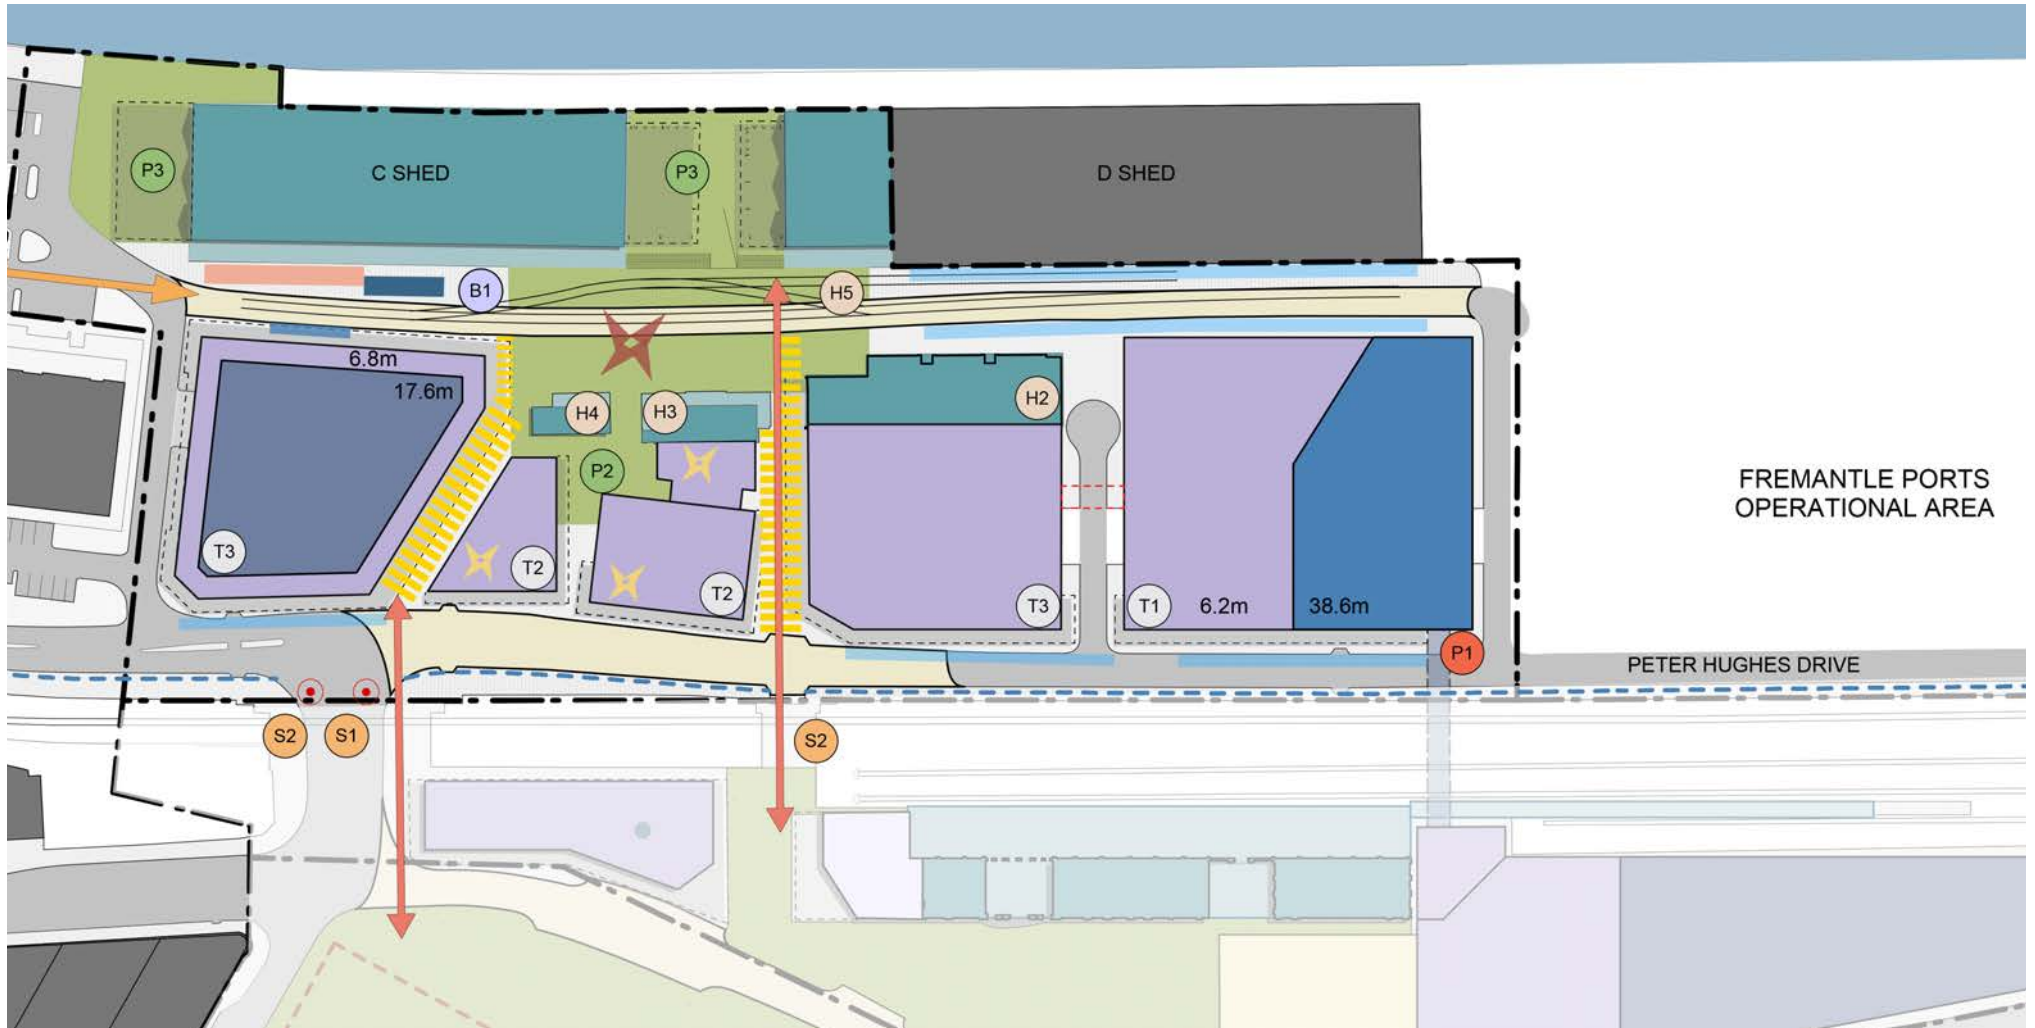 P3
C SHED
P3
D SHED
B1
H5
6.8m
17.6m
H4
H3
H2
P2
FREMANTLE PORTS
OPERATIONAL AREA
T3
T2
T2
T3
T1
6.2m
38.6m
P1
PETER HUGHES DRIVE
S2
S1
S2